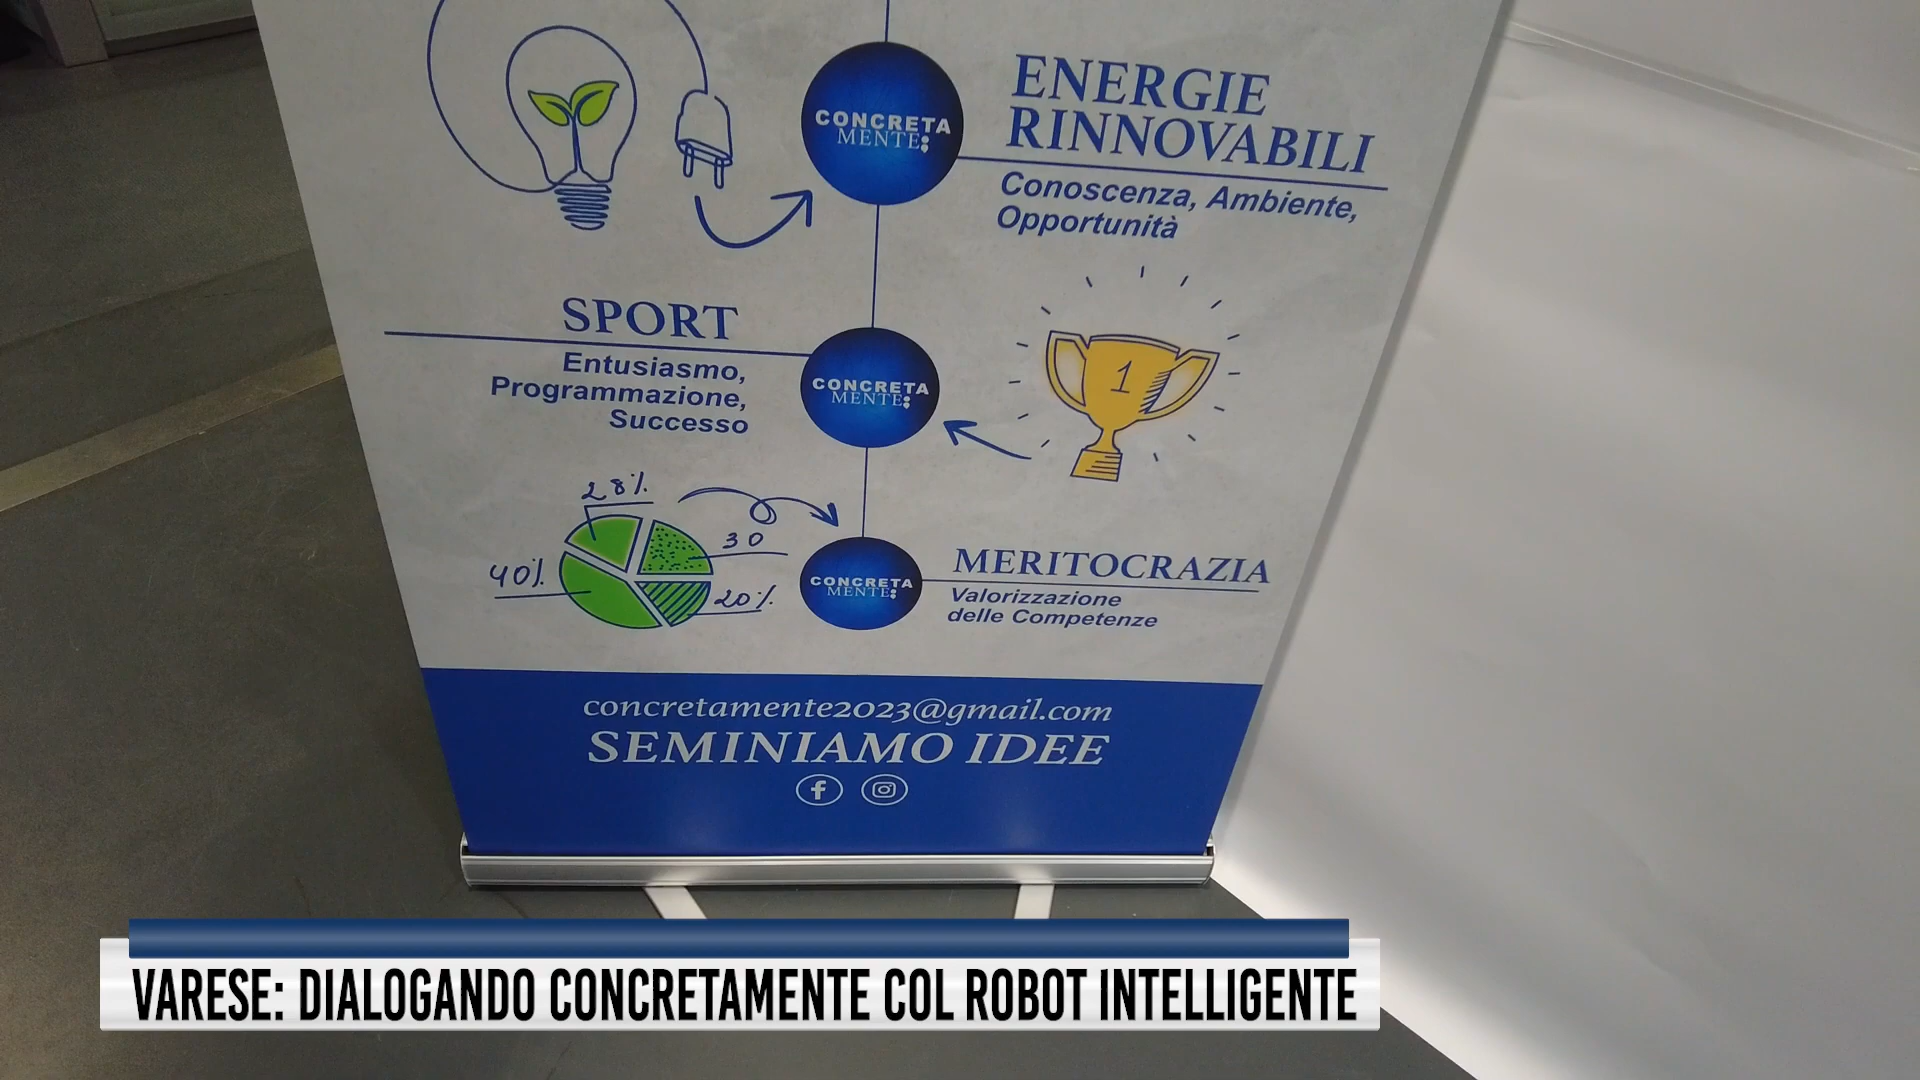 CONCRETA
MENTE:
ENERGIE
RINNOVABILI
Conoscenza, Ambiente,
Opportunità
SPORT
Entusiasmo,
Programmazione,
Successo
CONCRETA
MENTE:
1
28%
30
40%
20%
CONCRETA
MENTE:
MERITOCRAZIA
Valorizzazione
delle Competenze
concretamente2023@gmail.com
SEMINIAMO IDEE
VARESE: DIALOGANDO CONCRETAMENTE COL ROBOT INTELLIGENTE